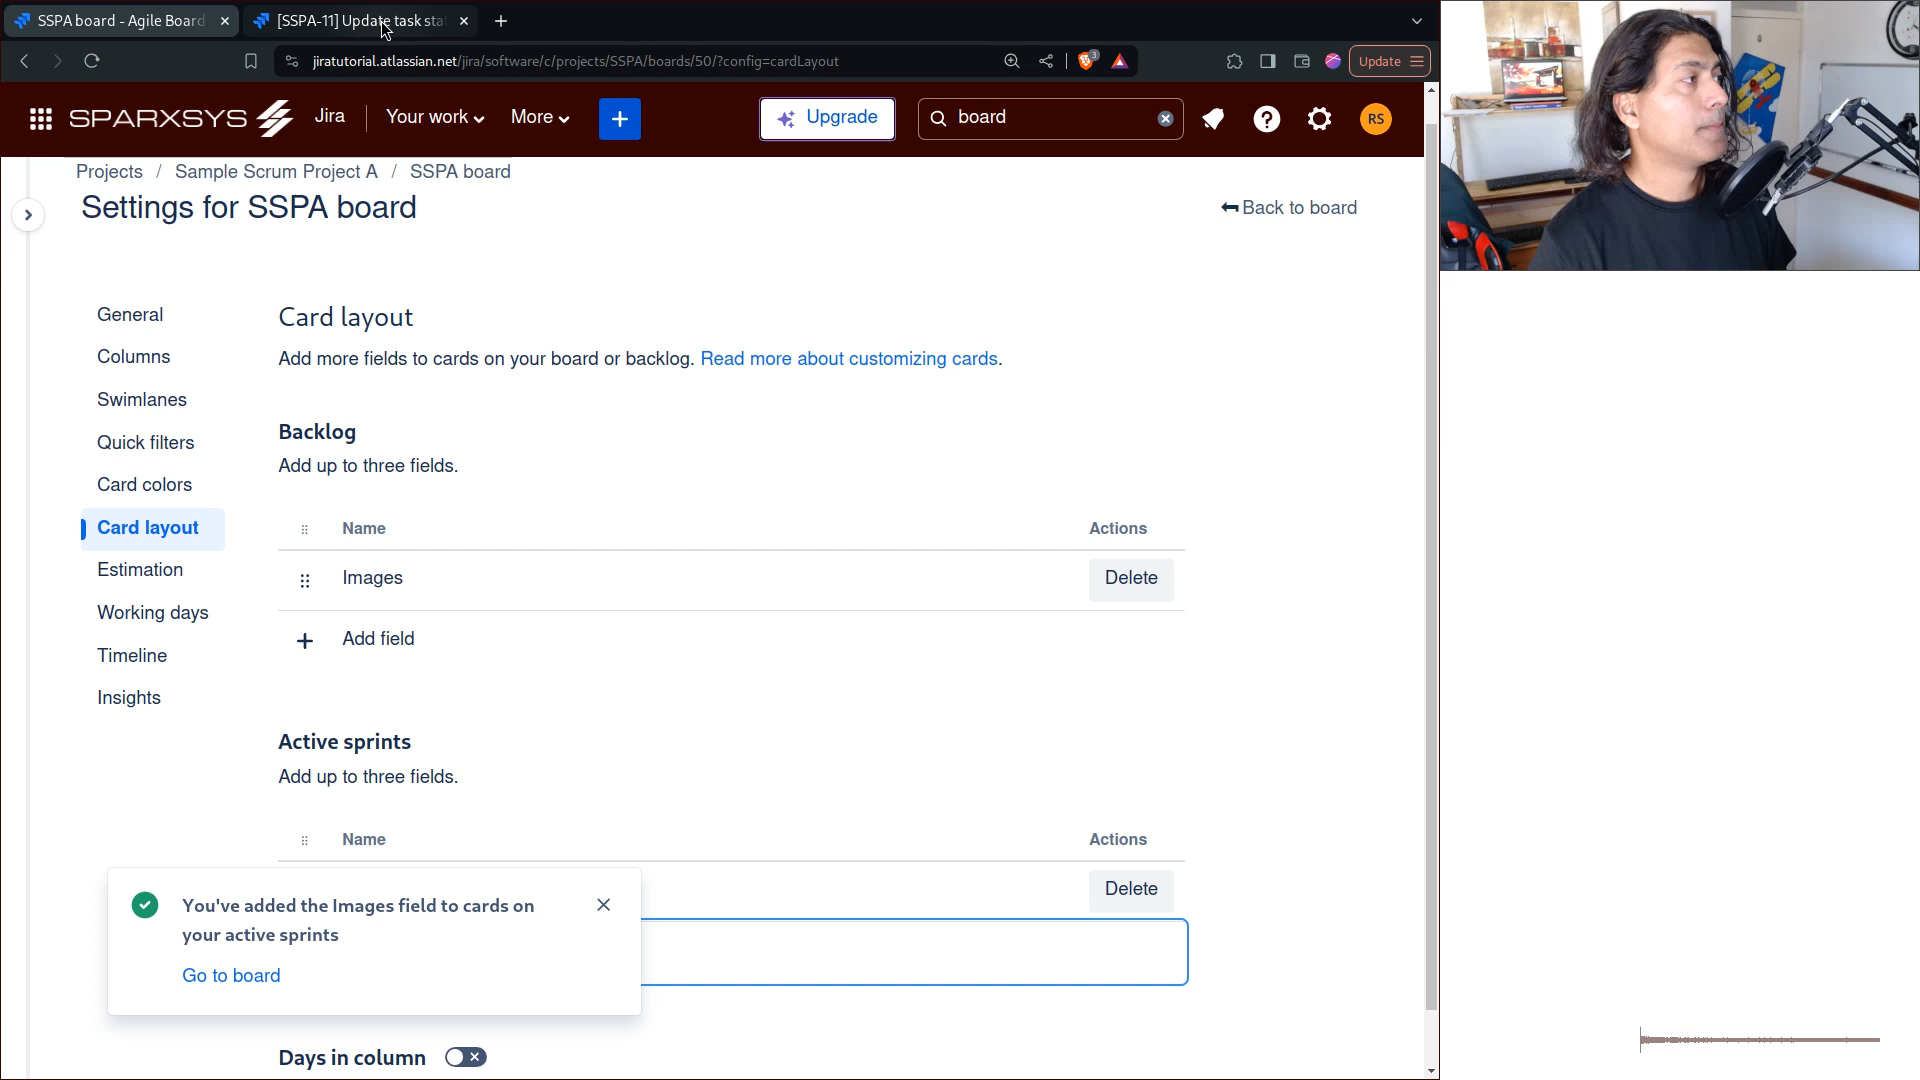 SSPA board - Agile Board
[SSPA-11] Update task sta
jiratutorial.atlassian.net/jira/software/c/projects/SSPA/boards/50/?config=cardLayout
3
Update
SPARXSYS
Jira
Your work
More
+
Upgrade
board
RS
Projects / Sample Scrum Project A / SSPA board
Settings for SSPA board
Back to board
General
Columns
Swimlanes
Quick filters
Card colors
Card layout
Estimation
Working days
Timeline
Insights
Card layout
Add more fields to cards on your board or backlog. Read more about customizing cards.
Backlog
Add up to three fields.
Name
Actions
Images
Delete
+ Add field
Active sprints
Add up to three fields.
Name
Actions
Delete
You've added the Images field to cards on
your active sprints
Go to board
Days in column